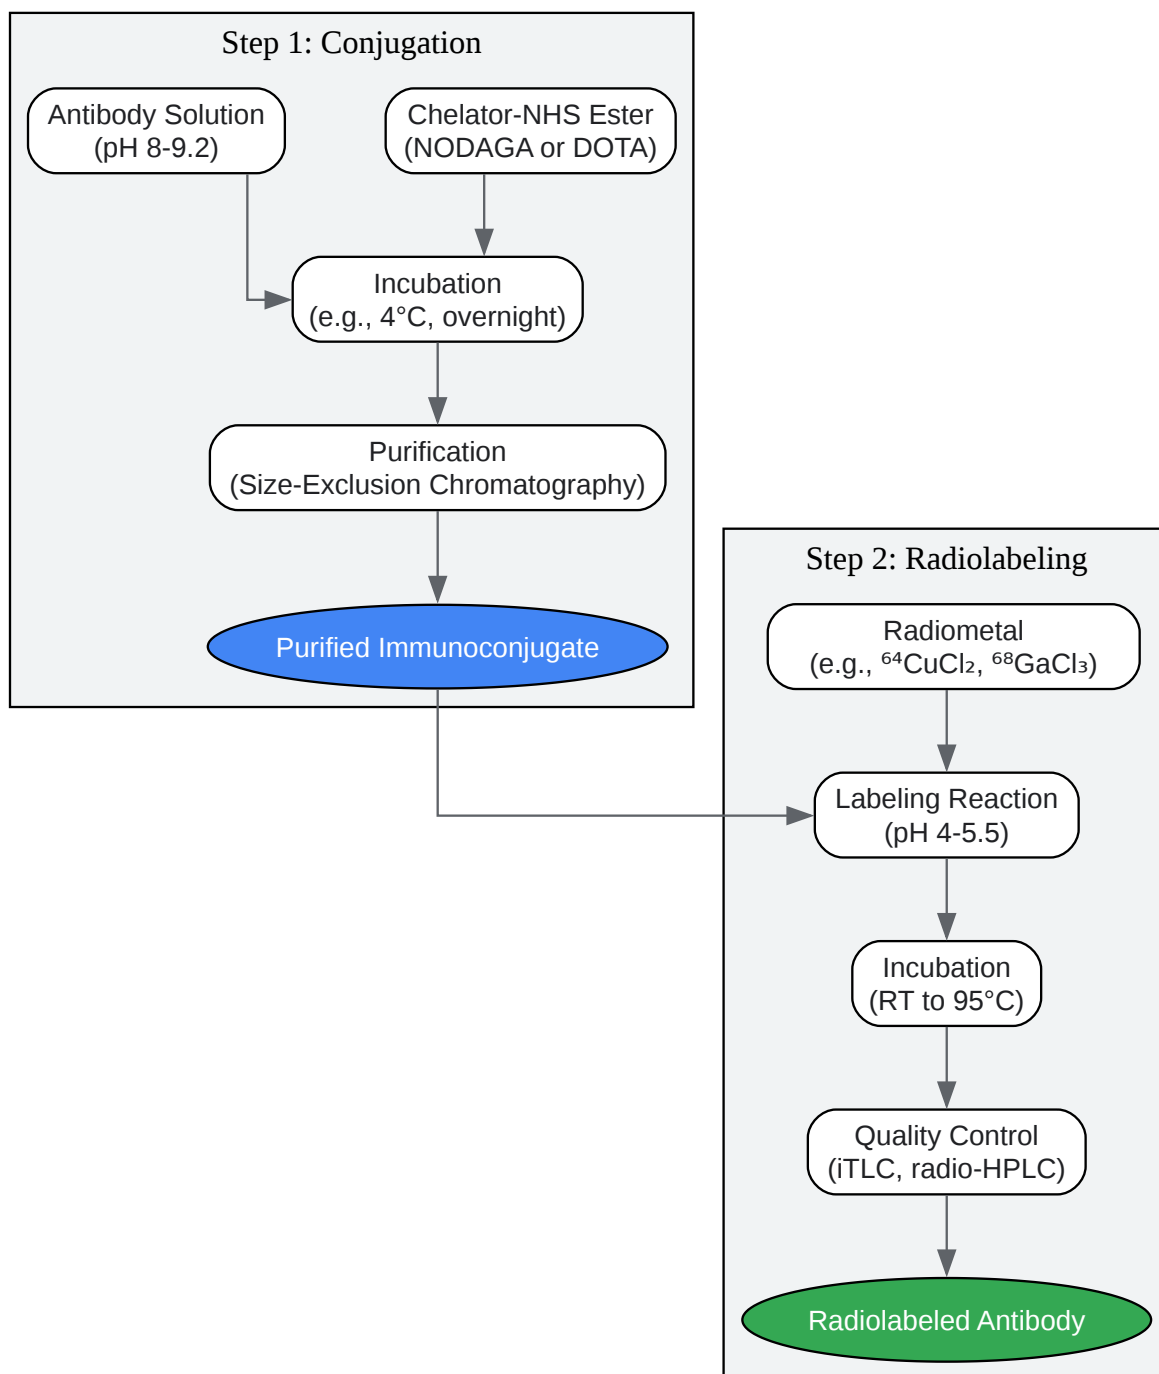 Step 1: Conjugation
Antibody Solution
(pH 8-9.2)
Chelator-NHS Ester
(NODAGA or DOTA)
Incubation
(e.g., 4°C, overnight)
Purification
(Size-Exclusion Chromatography)
Purified Immunoconjugate
Step 2: Radiolabeling
Radiometal
(e.g., ⁶⁴CuCl₂, ⁶⁸GaCl₃)
Labeling Reaction
(pH 4-5.5)
Incubation
(RT to 95°C)
Quality Control
(iTLC, radio-HPLC)
Radiolabeled Antibody